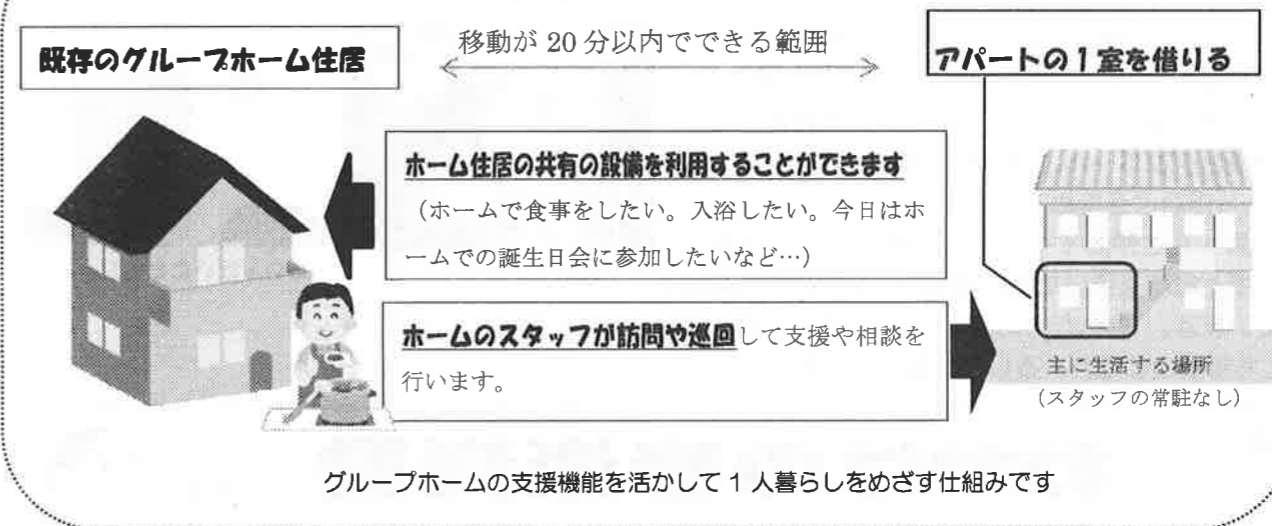 既存のグループホーム住居
移動が 20 分以内でできる範囲
アパートの1室を借りる
ホーム住居の共有の設備を利用することができます
（ホームで食事をしたい。入浴したい。今日はホ
ームでの誕生日会に参加したいなど…）
ホームのスタッフが訪問や巡回して支援や相談を
行います。
主に生活する場所
（スタッフの常駐なし）
グループホームの支援機能を活かして 1 人暮らしをめざす仕組みです